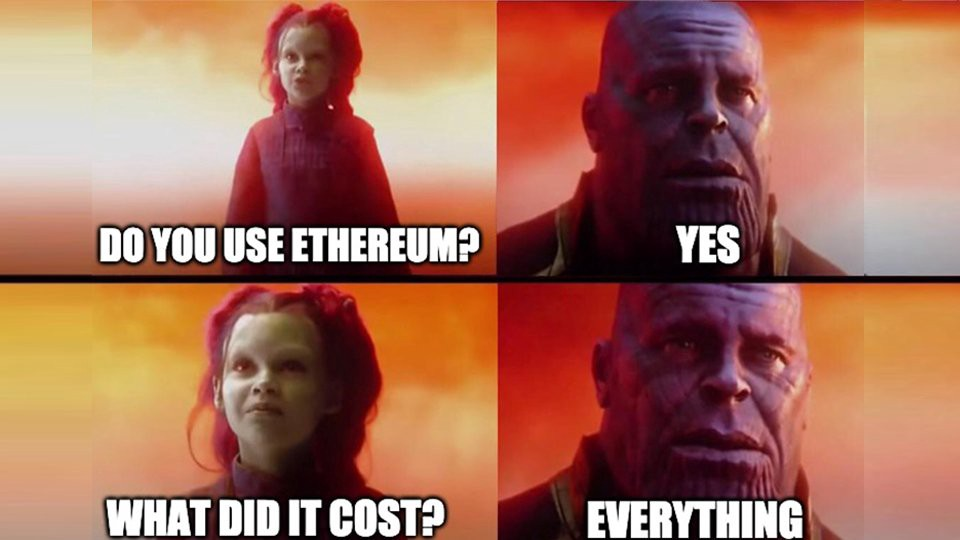 DO YOU USE ETHEREUM?
YES
WHAT DID IT COST?
EVERYTHING